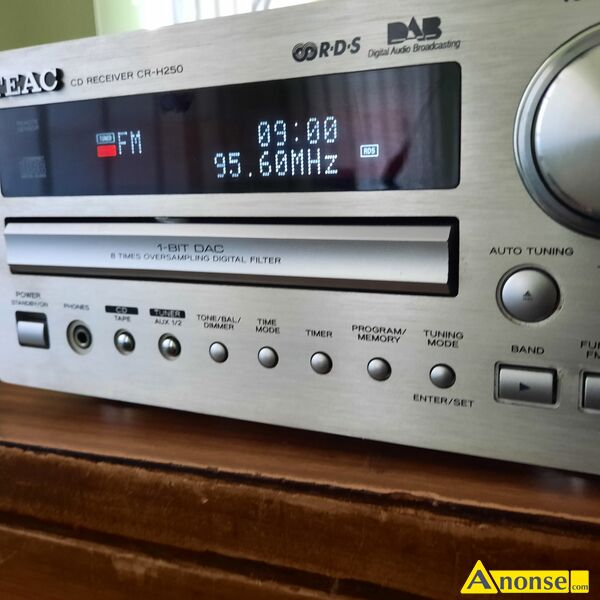 TEAC CD RECEIVER CR-H250
R·D·S
DAB
Digital Audio Broadcasting
TUNED
FM
09:00
95.60MHz
RDS
1-BIT DAC
8 TIMES OVERSAMPLING DIGITAL FILTER
AUTO TUNING
POWER
STANDBY/ON
PHONES
CD
TAPE
TUNER
AUX 1/2
TONE/BAL/
DIMMER
TIME
MODE
TIMER
PROGRAM/
MEMORY
TUNING
MODE
ENTER/SET
BAND
FM
Anonse.com